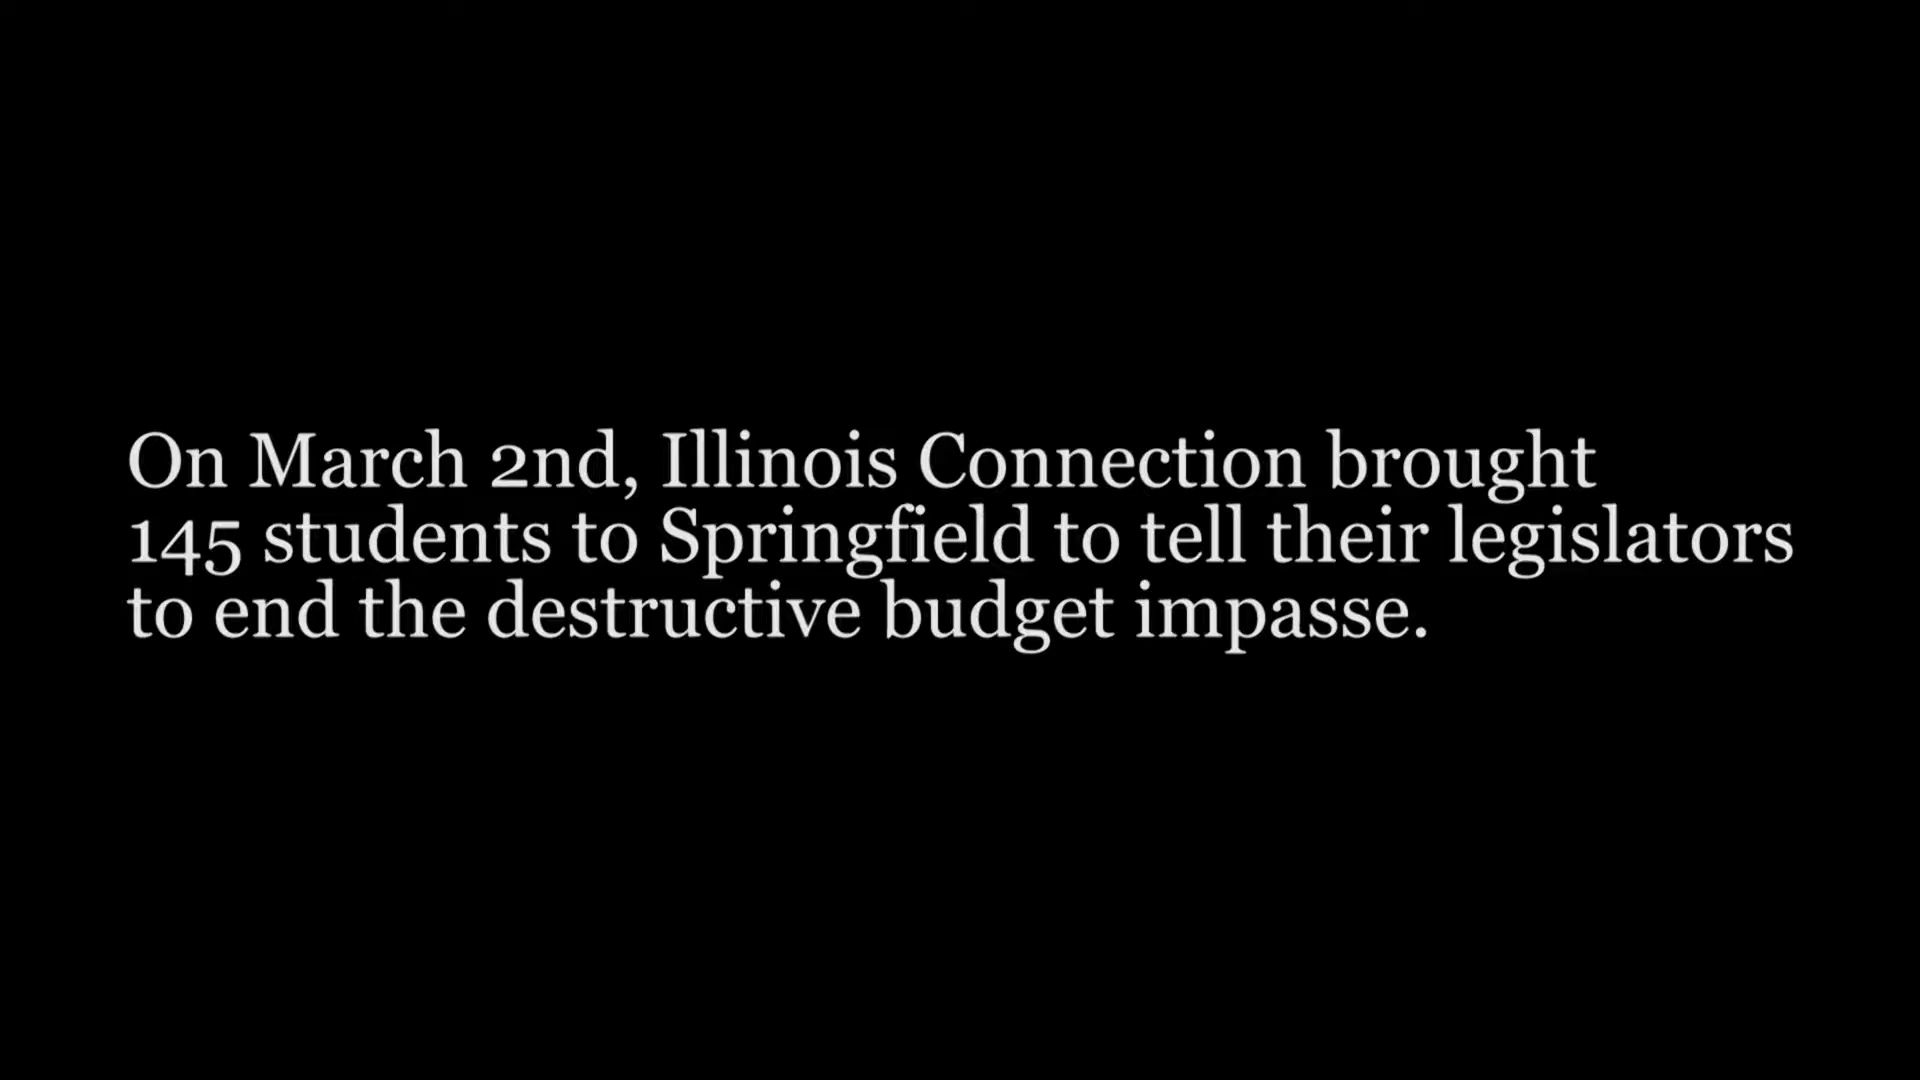 On March 2nd, Illinois Connection brought
145 students to Springfield to tell their legislators
to end the destructive budget impasse.